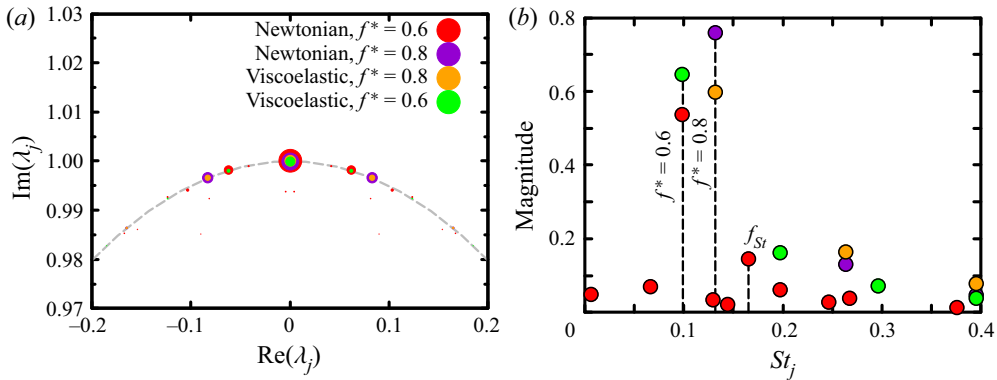 (a)
1.03
1.02
1.01
1.00
0.99
0.98
0.97
Im(λj)
Newtonian, f* = 0.6
Newtonian, f* = 0.8
Viscoelastic, f* = 0.8
Viscoelastic, f* = 0.6
−0.2
−0.1
0
0.1
0.2
Re(λj)
(b)
0.8
0.6
0.4
0.2
Magnitude
f* = 0.6
f* = 0.8
fSt
0
0.1
0.2
0.3
0.4
Stj